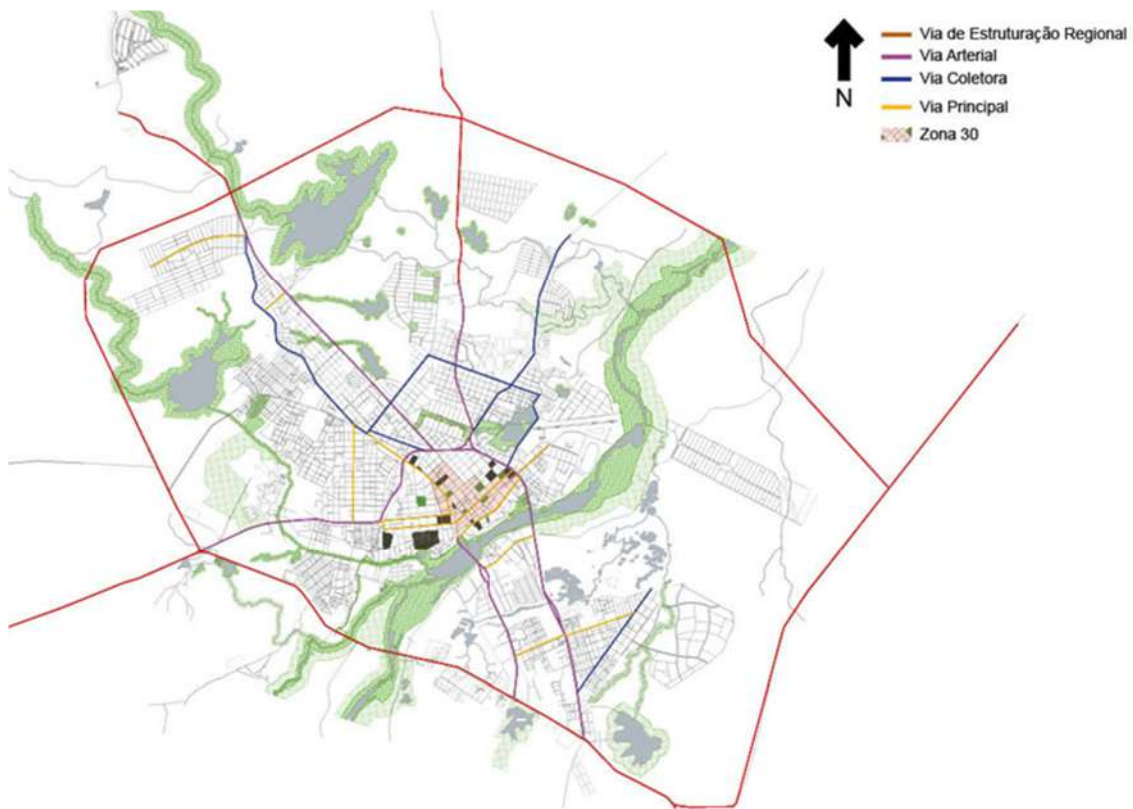 Via de Estruturação Regional
Via Arterial
Via Coletora
Via Principal
Zona 30
N